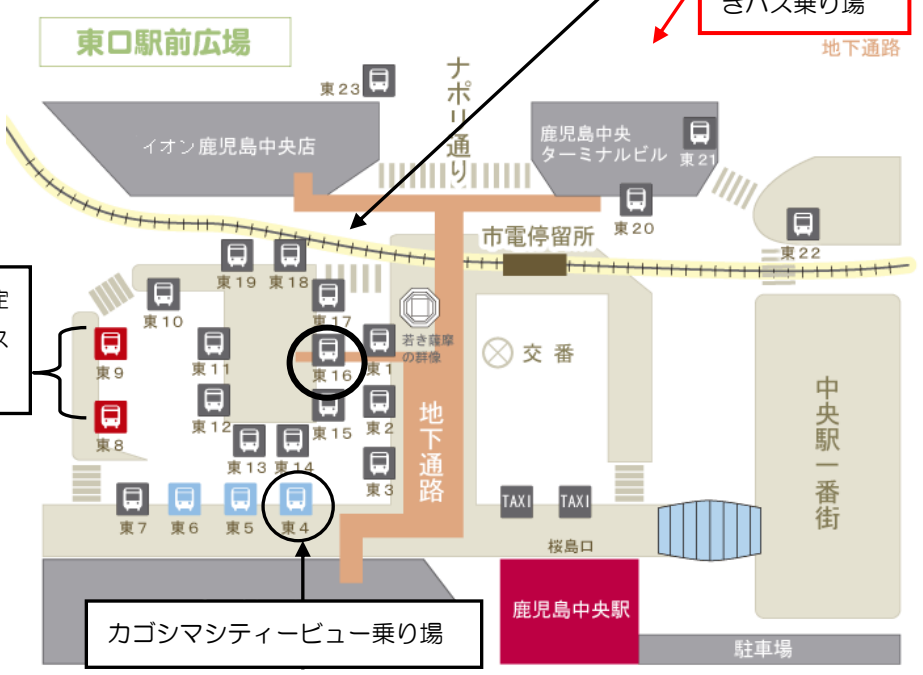 きバス乗り場
東口駅前広場
地下通路
東23
ナポリ通り
イオン鹿児島中央店
鹿児島中央
ターミナルビル
東21
東20
東22
市電停留所
東19
東18
東17
東10
定
ス
東9
東11
東16
東1
若き薩摩
の群像
交番
中央駅一番街
東8
東12
東15
東2
地下通路
東13
東14
東3
東7
東6
東5
東4
TAXI
TAXI
桜島口
鹿児島中央駅
カゴシマシティービュー乗り場
駐車場